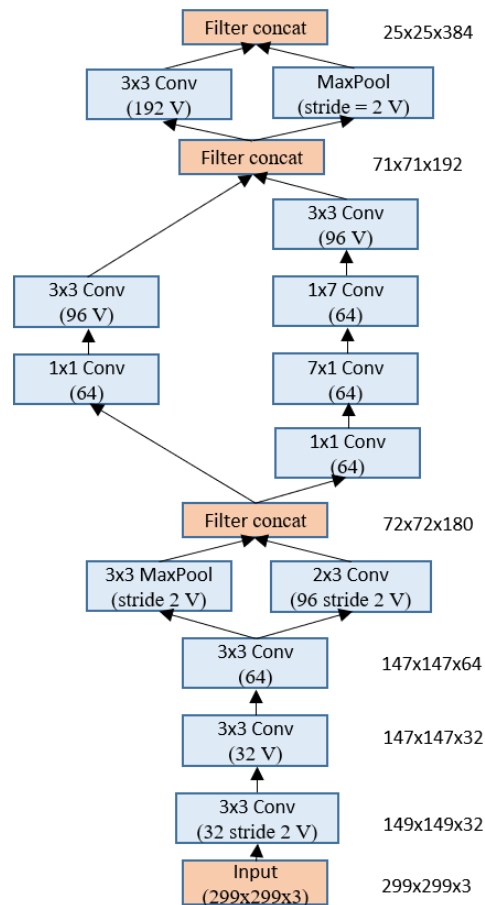 Filter concat
25x25x384
3x3 Conv
(192 V)
MaxPool
(stride = 2 V)
Filter concat
71x71x192
3x3 Conv
(96 V)
3x3 Conv
(96 V)
1x7 Conv
(64)
1x1 Conv
(64)
7x1 Conv
(64)
1x1 Conv
(64)
Filter concat
72x72x180
3x3 MaxPool
(stride 2 V)
2x3 Conv
(96 stride 2 V)
3x3 Conv
(64)
147x147x64
3x3 Conv
(32 V)
147x147x32
3x3 Conv
(32 stride 2 V)
149x149x32
Input
(299x299x3)
299x299x3